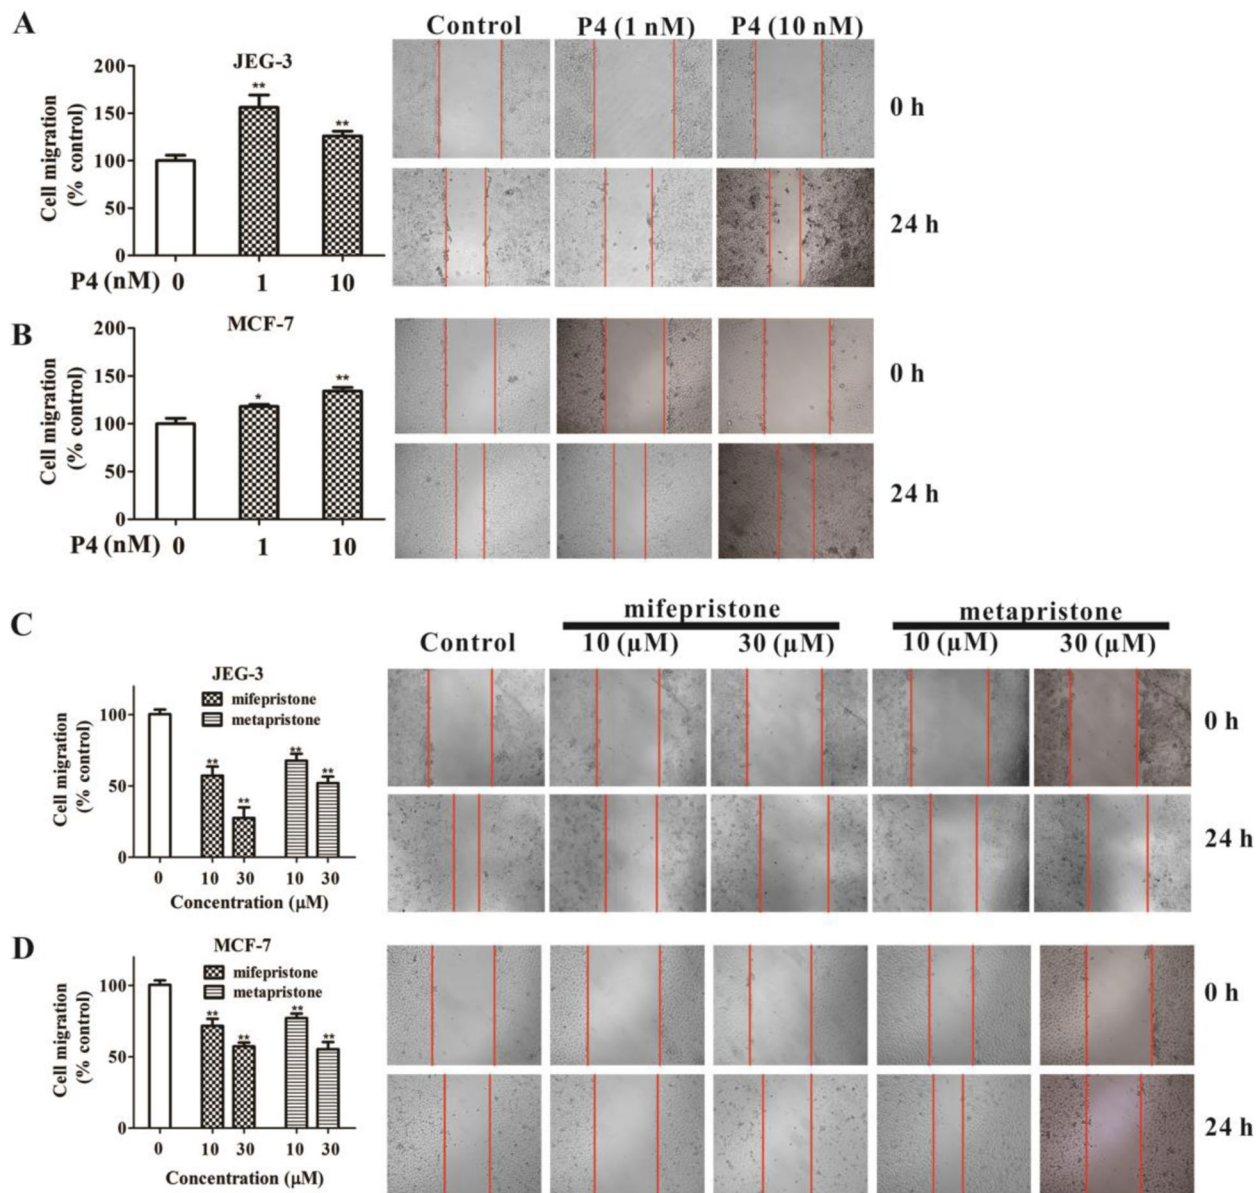 A
Control P4 (1 nM) P4 (10 nM)
JEG-3
Cell migration
(% control)
200
150
100
50
0
**
**
P4 (nM) 0 1 10
0 h
24 h
B
MCF-7
Cell migration
(% control)
200
150
100
50
0
*
**
P4 (nM) 0 1 10
0 h
24 h
C
mifepristone metapristone
Control 10 (μM) 30 (μM) 10 (μM) 30 (μM)
JEG-3
mifepristone
metapristone
Cell migration
(% control)
100
50
0
** ** ** **
0 10 30 10 30
Concentration (μM)
0 h
24 h
D
MCF-7
mifepristone
metapristone
Cell migration
(% control)
100
50
0
** ** ** **
0 10 30 10 30
Concentration (μM)
0 h
24 h